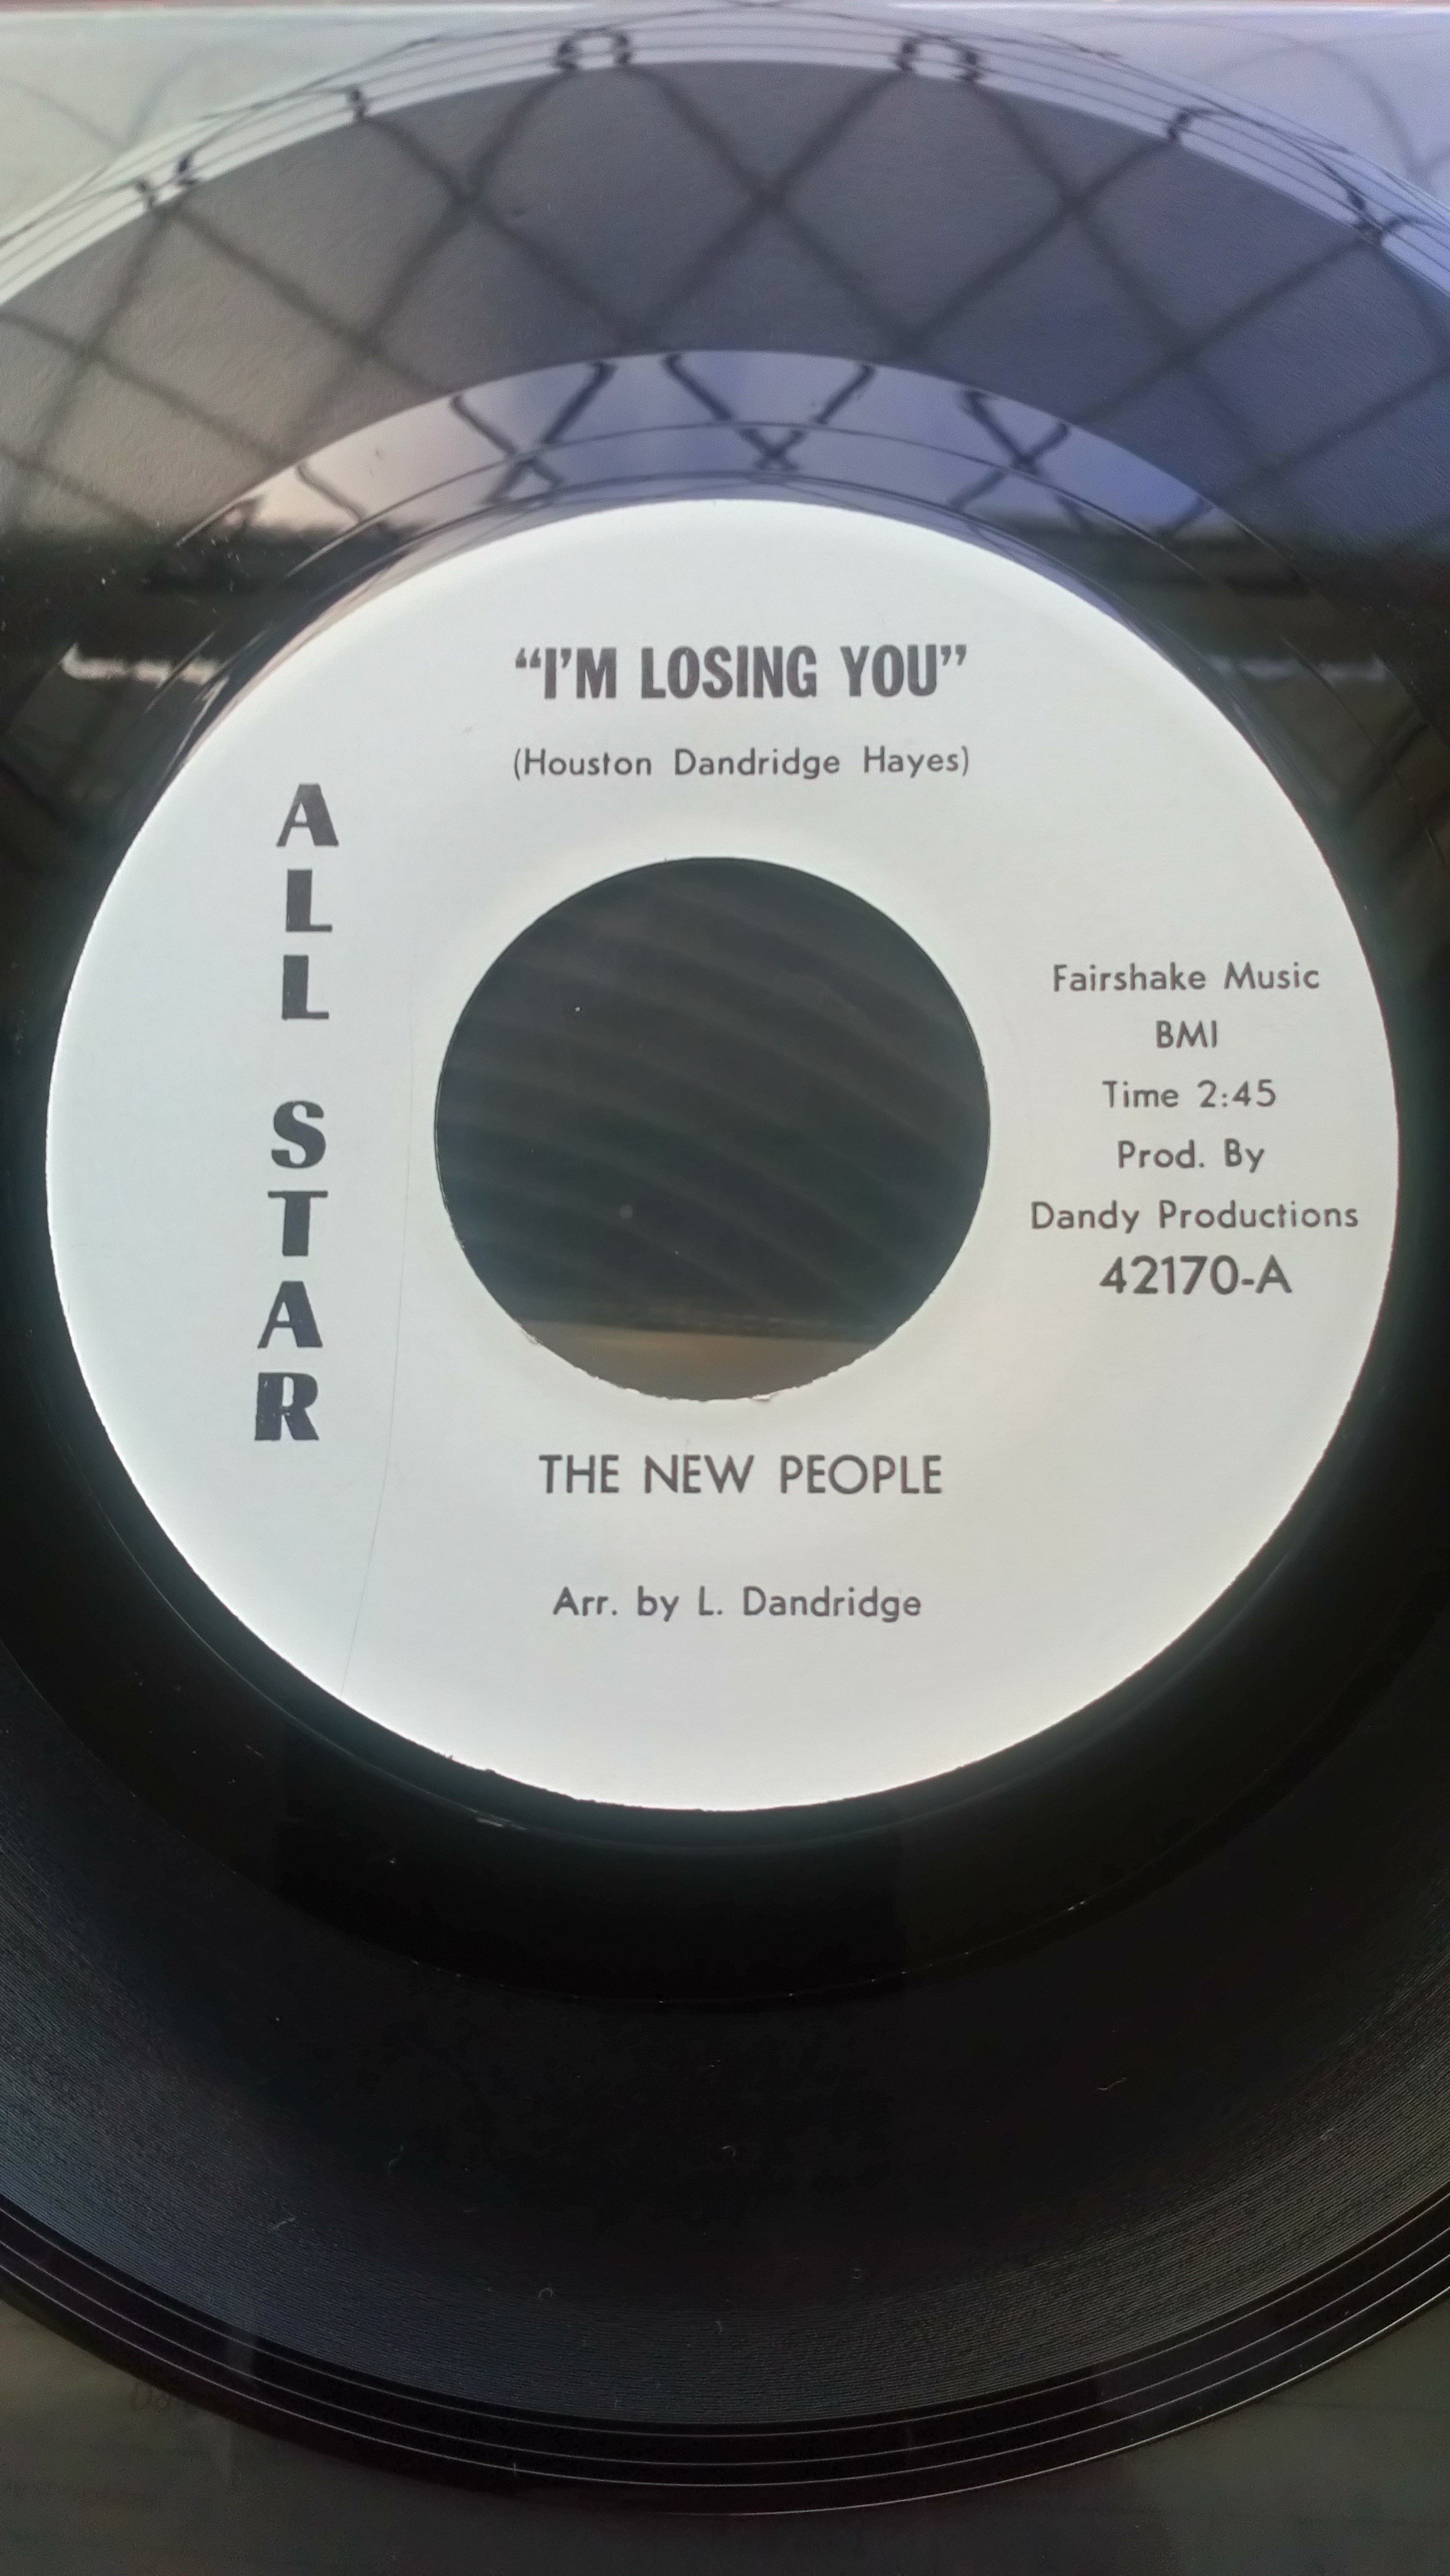 “I’M LOSING YOU”
(Houston Dandridge Hayes)
ALL STAR
Fairshake Music
BMI
Time 2:45
Prod. By
Dandy Productions
42170-A
THE NEW PEOPLE
Arr. by L. Dandridge